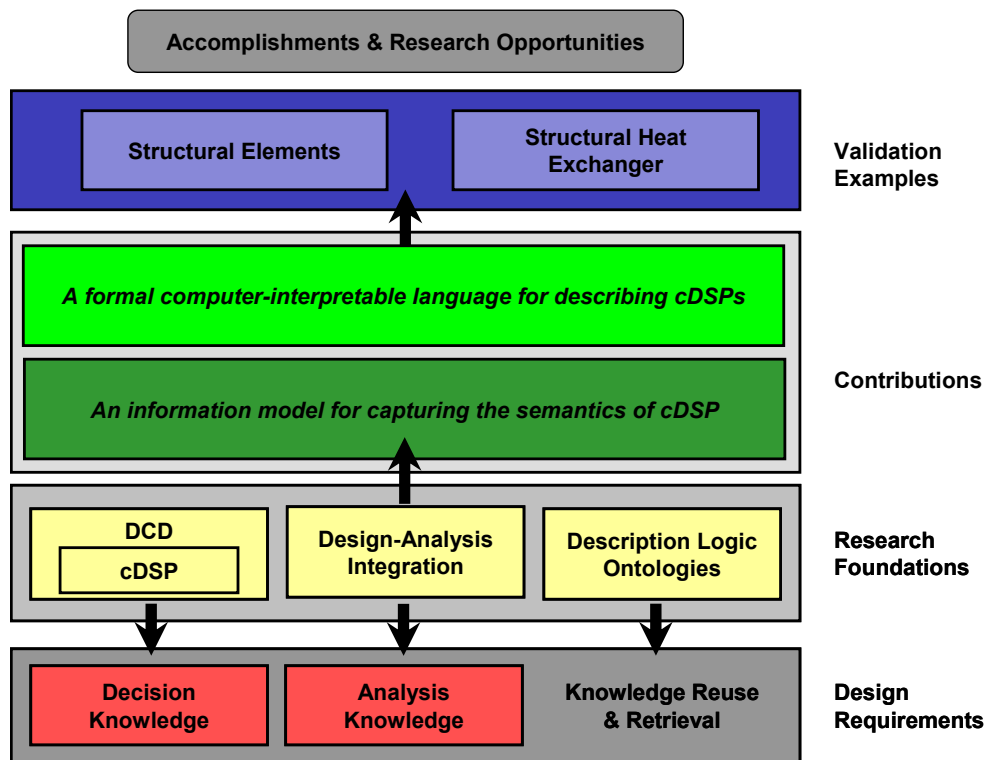 Accomplishments & Research Opportunities
Structural Elements
Structural Heat
Exchanger
Validation
Examples
A formal computer-interpretable language for describing cDSPs
An information model for capturing the semantics of cDSP
Contributions
DCD
cDSP
Design-Analysis
Integration
Description Logic
Ontologies
Research
Foundations
Decision
Knowledge
Analysis
Knowledge
Knowledge Reuse
& Retrieval
Design
Requirements